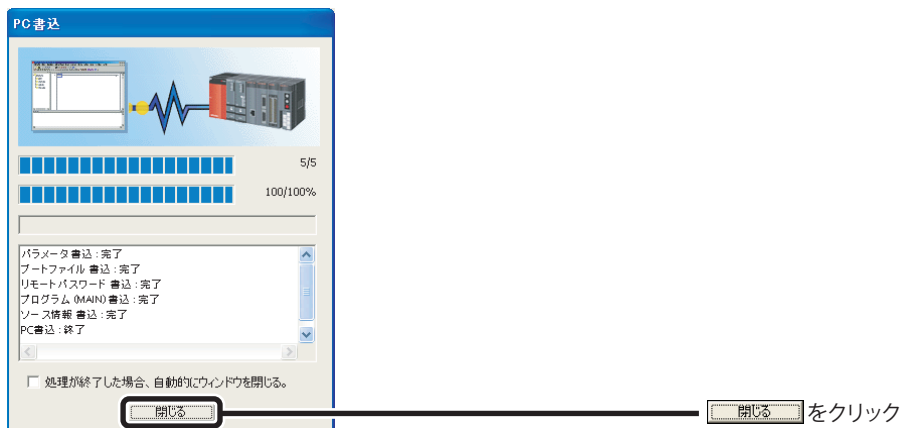 PC書込
5/5
100/100%
パラメータ 書込 : 完了
ブートファイル 書込 : 完了
リモートパスワード 書込 : 完了
プログラム (MAIN) 書込 : 完了
ソース情報 書込 : 完了
PC書込 : 終了
処理が終了した場合、自動的にウィンドウを閉じる。
閉じる
閉じる をクリック